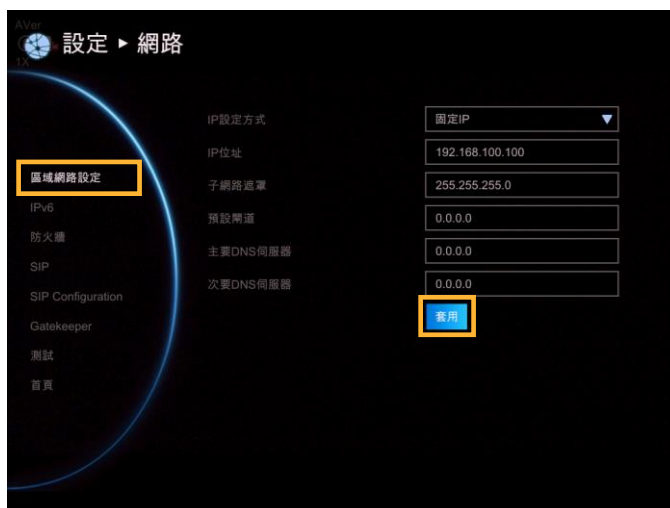 AVer
設定 ▸ 網路
1X
IP設定方式 固定IP
IP位址 192.168.100.100
區域網路設定
子網路遮罩 255.255.255.0
IPv6
預設閘道 0.0.0.0
防火牆
主要DNS伺服器 0.0.0.0
SIP
次要DNS伺服器 0.0.0.0
SIP Configuration
套用
Gatekeeper
測試
首頁